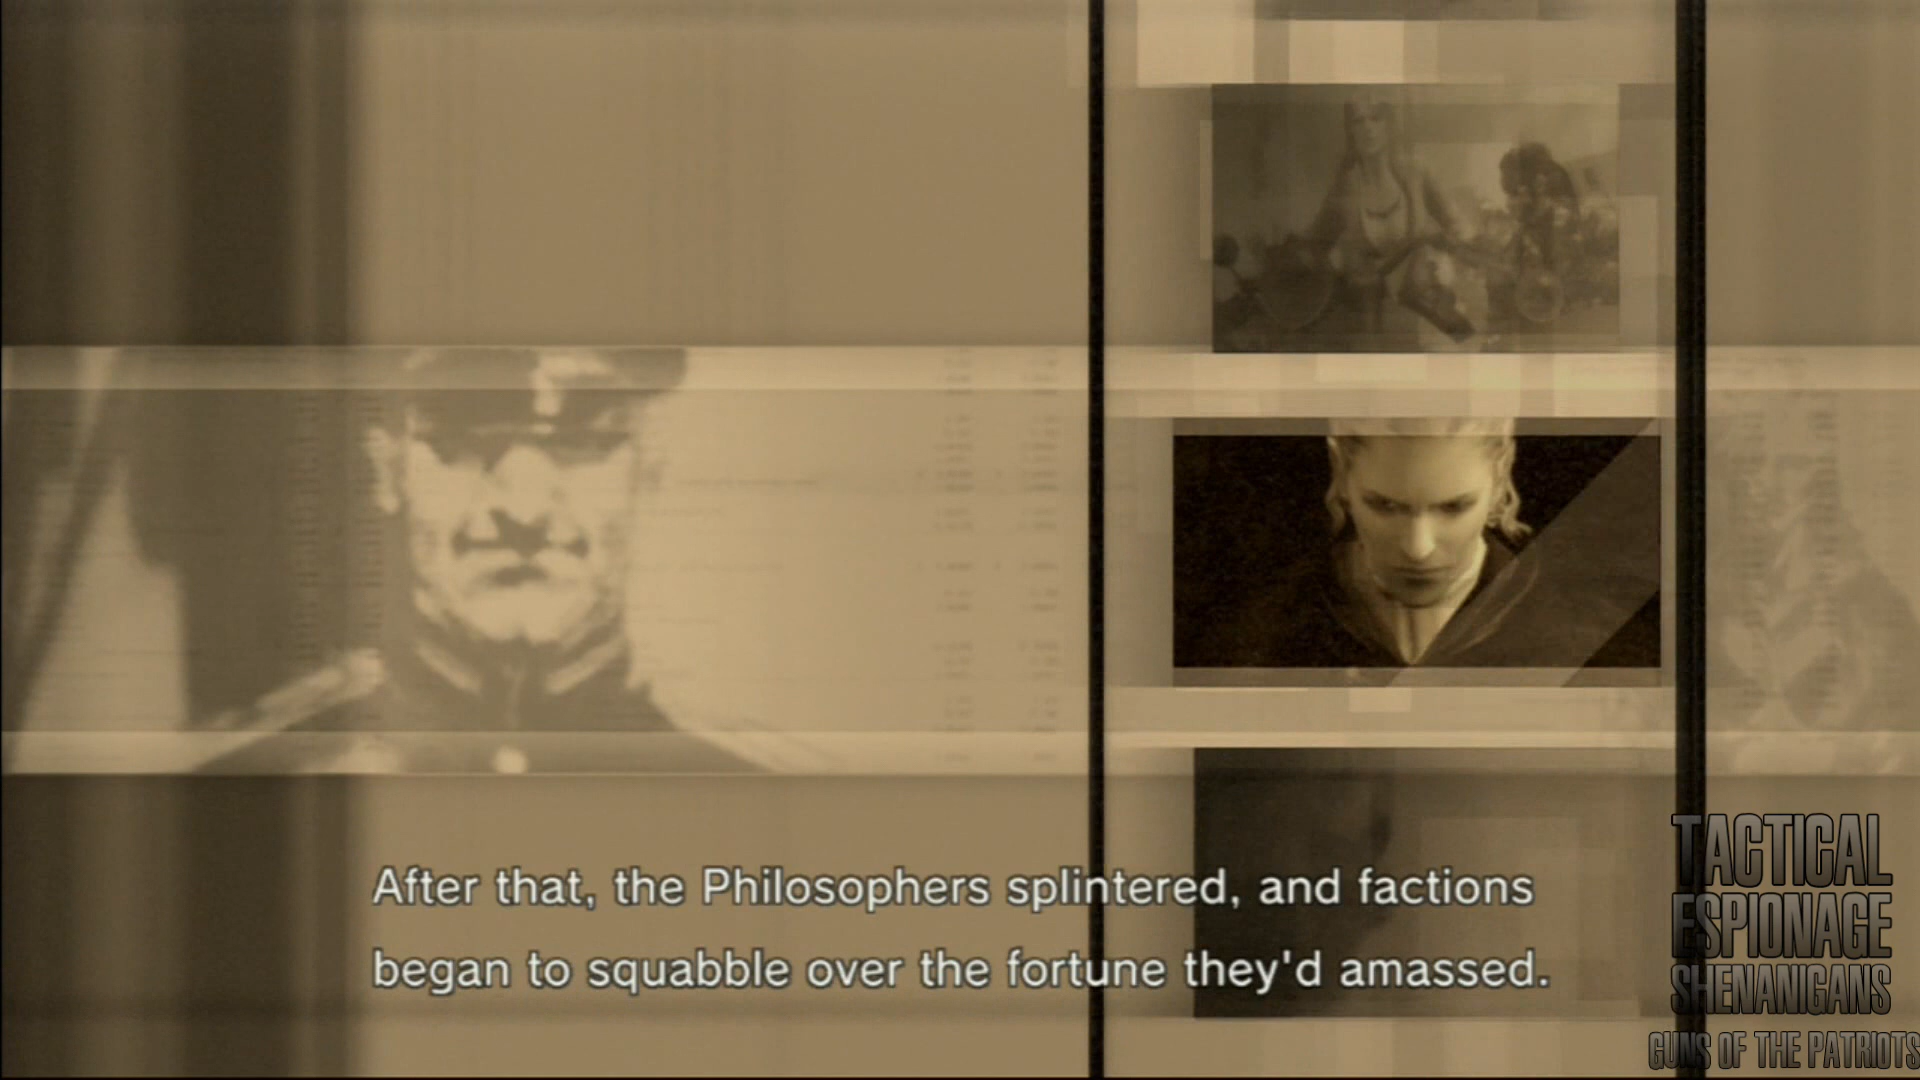 After that, the Philosophers splintered, and factions
began to squabble over the fortune they'd amassed.
TACTICAL
ESPIONAGE
SHENANIGANS
GUNS OF THE PATRIOTS